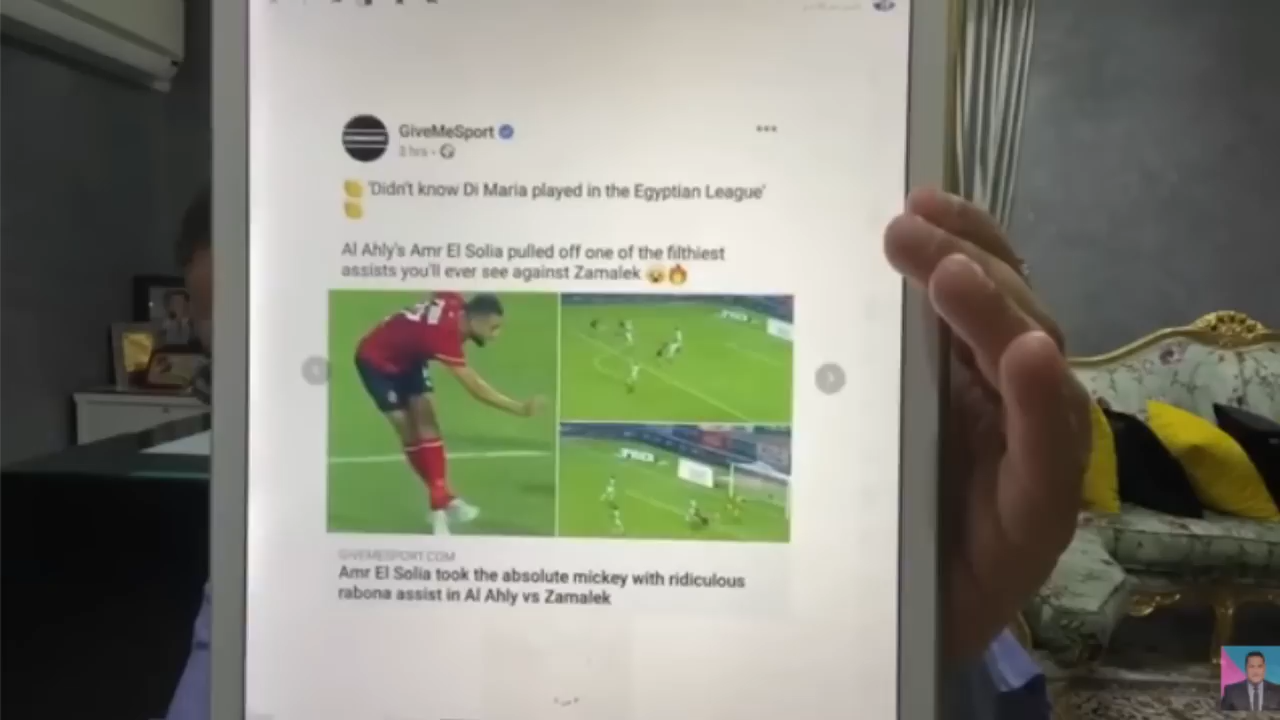 GiveMeSport
3 hrs
'Didn't know Di Maria played in the Egyptian League'
Al Ahly's Amr El Solia pulled off one of the filthiest
assists you'll ever see against Zamalek
GIVEMESPORT.COM
Amr El Solia took the absolute mickey with ridiculous
rabona assist in Al Ahly vs Zamalek